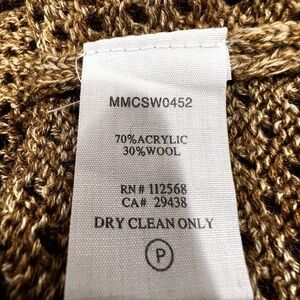 MMCSW0452
70%ACRYLIC
30%WOOL
RN# 112568
CA# 29438
DRY CLEAN ONLY
P